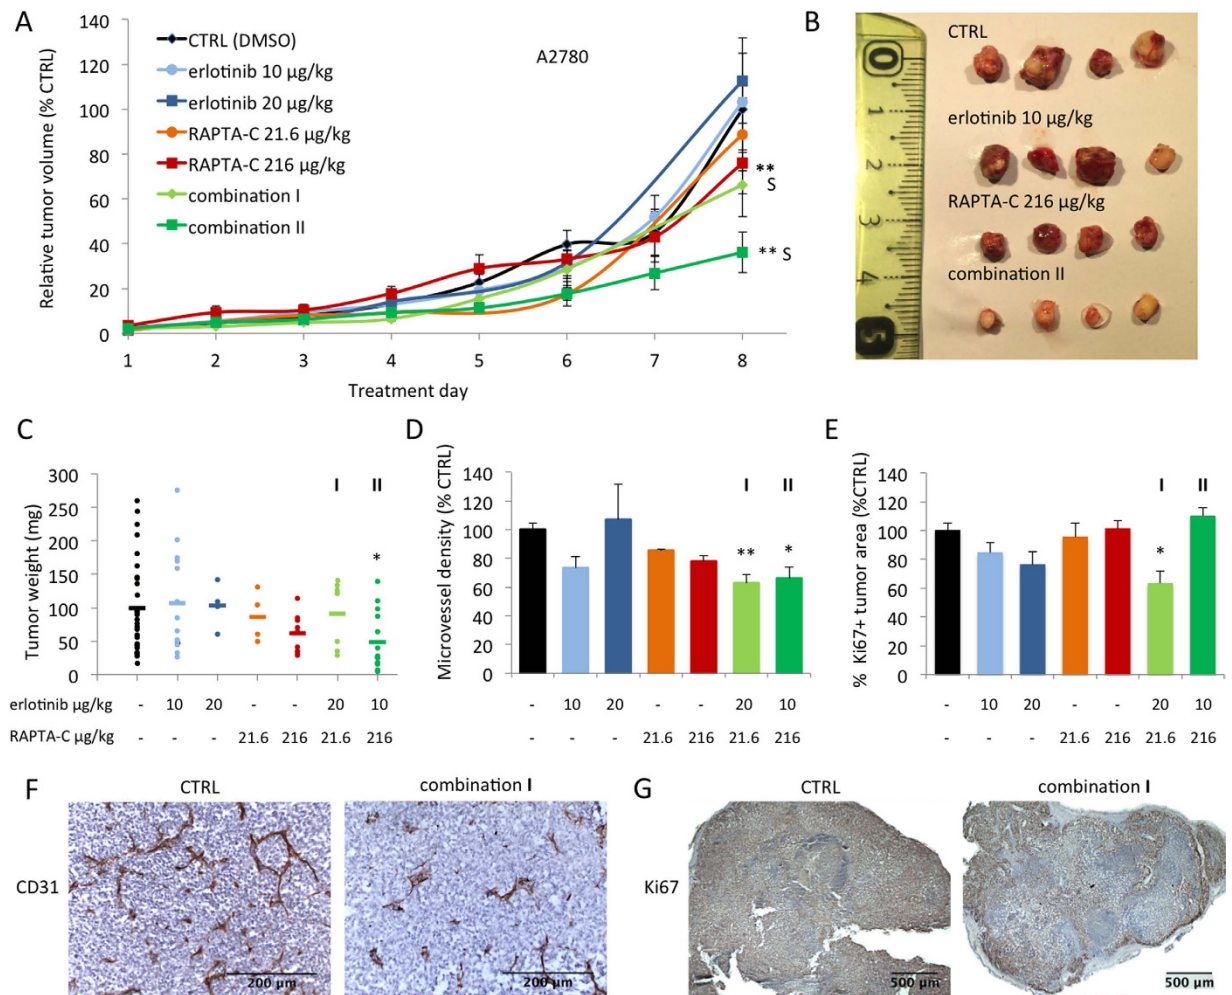 A
140
120
100
80
60
40
20
0
Relative tumor volume (% CTRL)
CTRL (DMSO)
erlotinib 10 µg/kg
erlotinib 20 µg/kg
RAPTA-C 21.6 µg/kg
RAPTA-C 216 µg/kg
combination I
combination II
A2780
**
S
** S
1 2 3 4 5 6 7 8
Treatment day
B
CTRL
erlotinib 10 µg/kg
RAPTA-C 216 µg/kg
combination II
0
1
2
3
4
5
C
300
250
200
150
100
50
0
Tumor weight (mg)
I II
*
erlotinib µg/kg - 10 20 - - 20 10
RAPTA-C µg/kg - - - 21.6 216 21.6 216
D
140
120
100
80
60
40
20
0
Microvessel density (% CTRL)
I II
** *
- 10 20 - - 20 10
- - - 21.6 216 21.6 216
E
140
120
100
80
60
40
20
0
% Ki67+ tumor area (%CTRL)
I II
*
- 10 20 - - 20 10
- - - 21.6 216 21.6 216
F
CTRL
combination I
CD31
200 µm
200 µm
G
CTRL
combination I
Ki67
500 µm
500 µm